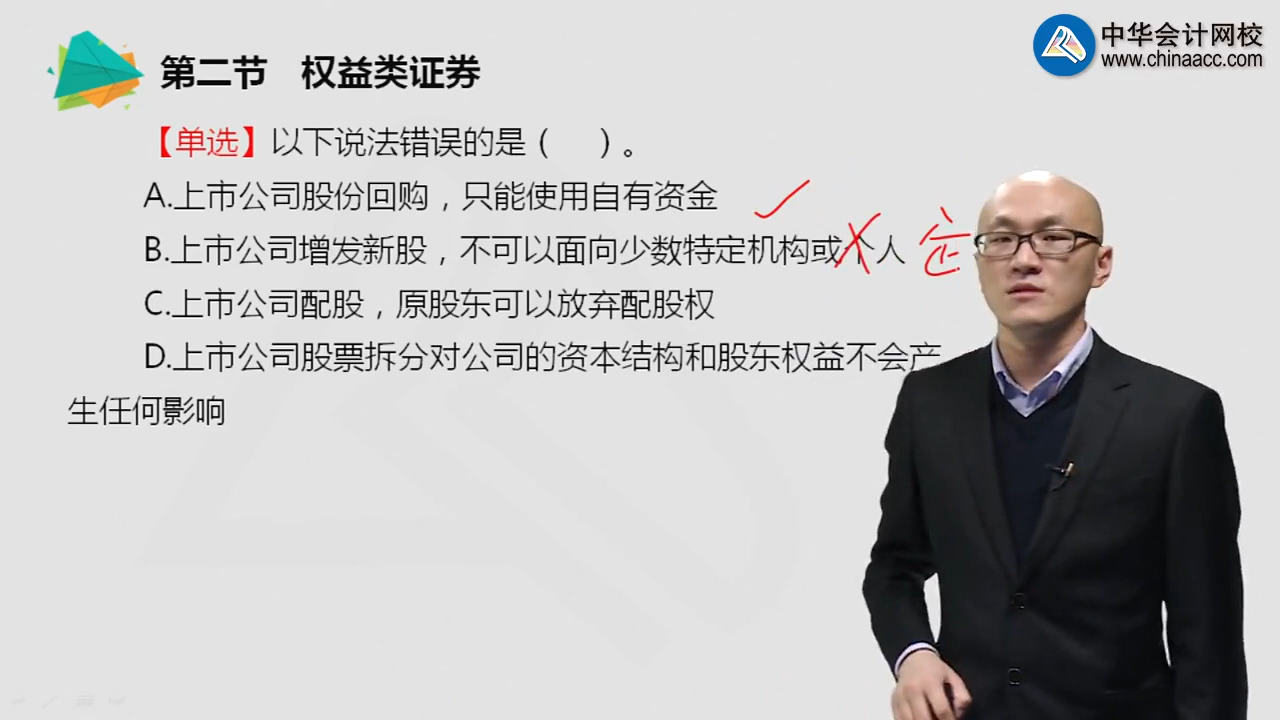 中华会计网校
www.chinaacc.com
第二节 权益类证券
【单选】以下说法错误的是（ ）。
A.上市公司股份回购，只能使用自有资金
B.上市公司增发新股，不可以面向少数特定机构或个人
C.上市公司配股，原股东可以放弃配股权
D.上市公司股票拆分对公司的资本结构和股东权益不会产
生任何影响